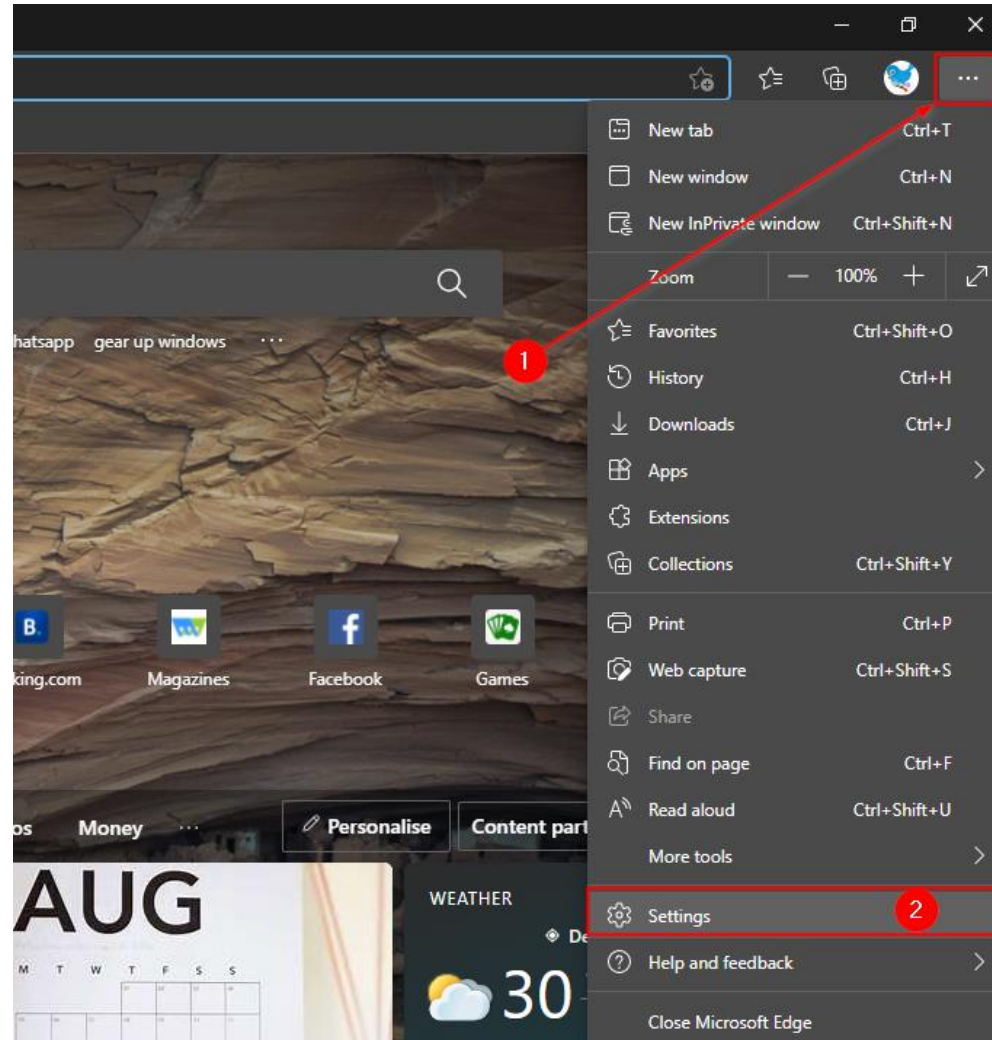 New tab Ctrl+T
New window Ctrl+N
New InPrivate window Ctrl+Shift+N
Zoom — 100% +
hatsapp gear up windows ...
1
Favorites Ctrl+Shift+O
History Ctrl+H
Downloads Ctrl+J
Apps
Extensions
Collections Ctrl+Shift+Y
B.
king.com Magazines Facebook Games
Print Ctrl+P
Web capture Ctrl+Shift+S
Share
Find on page Ctrl+F
Read aloud Ctrl+Shift+U
More tools
os Money ... Personalise Content part
Settings 2
Help and feedback
Close Microsoft Edge
AUG
M T W T F S S
WEATHER
De
30